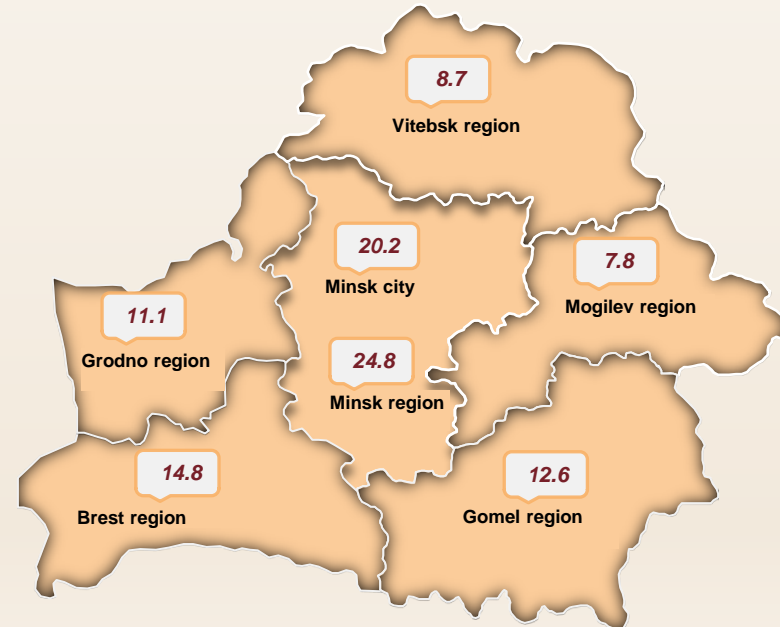 8.7
Vitebsk region
20.2
Minsk city
7.8
Mogilev region
11.1
Grodno region
24.8
Minsk region
14.8
Brest region
12.6
Gomel region